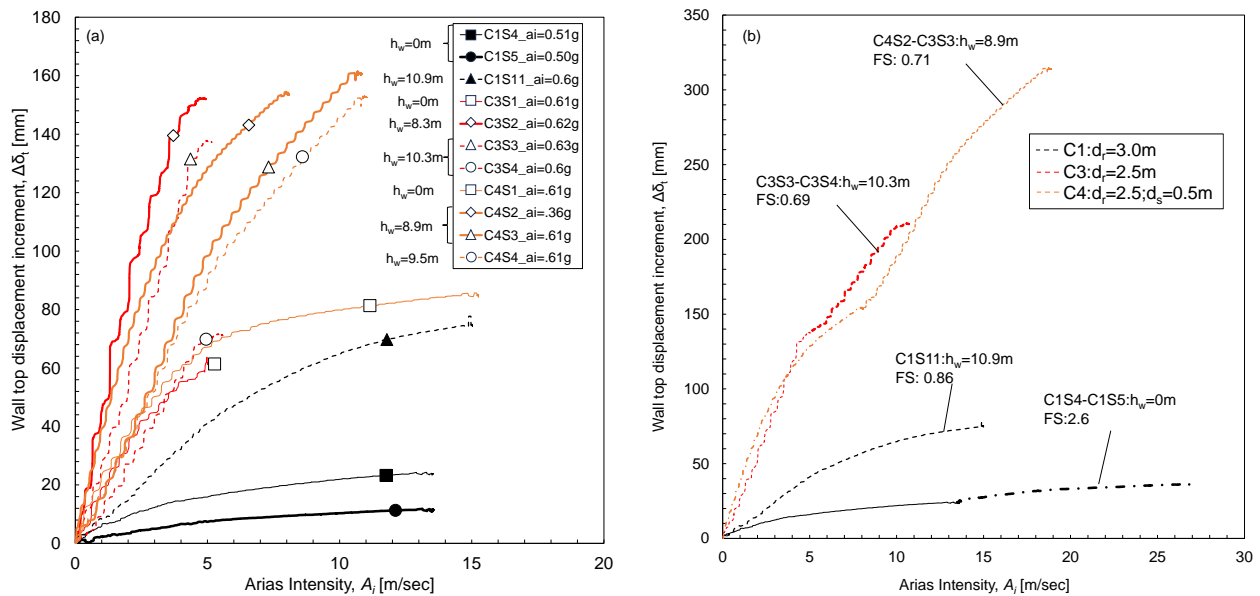 (a)
Wall top displacement increment, Δδt [mm]
180
160
140
120
100
80
60
40
20
0
0
5
10
15
20
Arias Intensity, Ai [m/sec]
hw=0m
hw=10.9m
hw=0m
hw=8.3m
hw=10.3m
hw=0m
hw=8.9m
hw=9.5m
C1S4_ai=0.51g
C1S5_ai=0.50g
C1S11_ai=0.6g
C3S1_ai=0.61g
C3S2_ai=0.62g
C3S3_ai=0.63g
C3S4_ai=0.6g
C4S1_ai=.61g
C4S2_ai=.36g
C4S3_ai=.61g
C4S4_ai=.61g
(b)
Wall top displacement increment, Δδt [mm]
350
300
250
200
150
100
50
0
0
5
10
15
20
25
30
Arias Intensity, Ai [m/sec]
C4S2-C3S3:hw=8.9m
FS: 0.71
C3S3-C3S4:hw=10.3m
FS:0.69
C1S11:hw=10.9m
FS: 0.86
C1S4-C1S5:hw=0m
FS:2.6
C1:dr=3.0m
C3:dr=2.5m
C4:dr=2.5;ds=0.5m